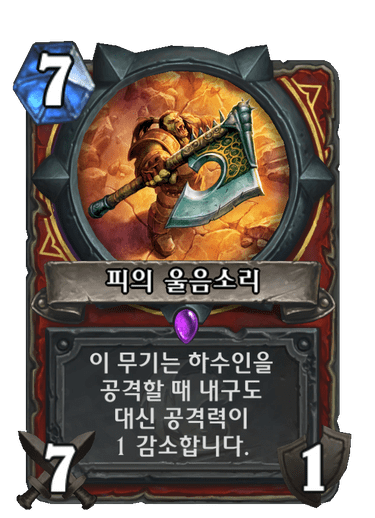 7
피의 울음소리
이 무기는 하수인을
공격할 때 내구도
대신 공격력이
1 감소합니다.
7
1